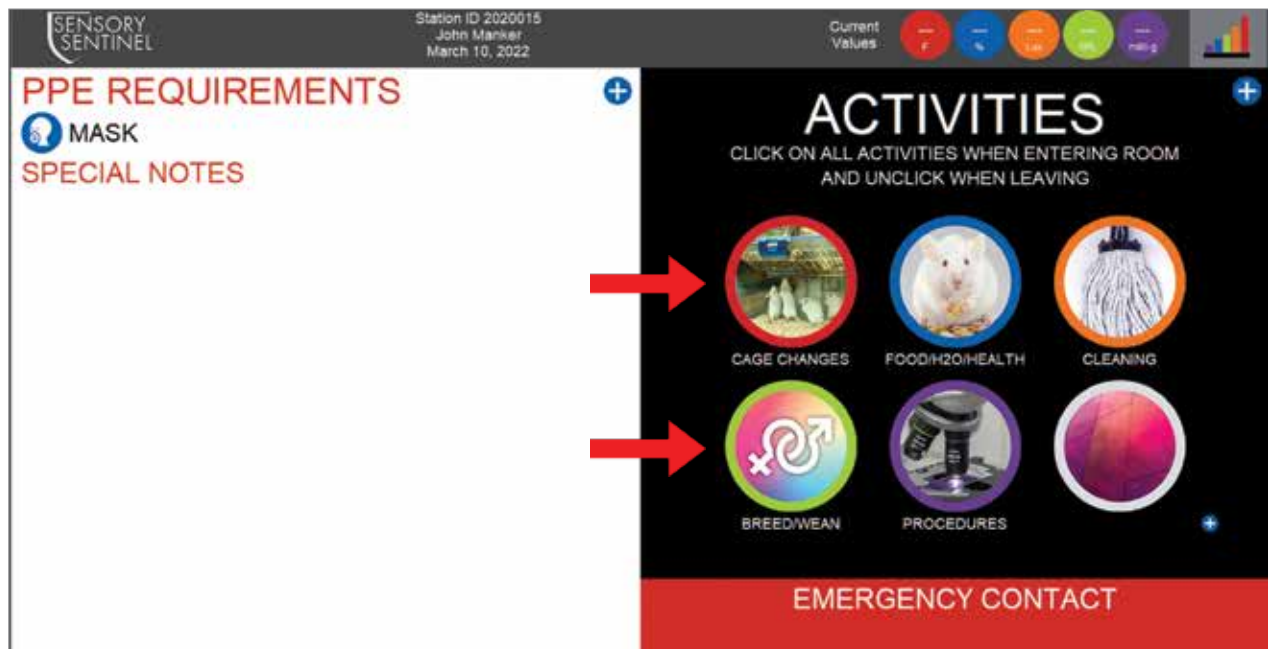 SENSORY
SENTINEL
Station ID 2020015
John Manker
March 10, 2022
Current
Values
---
F
---
%
---
Lux
---
---
milli-g
PPE REQUIREMENTS
MASK
SPECIAL NOTES
ACTIVITIES
CLICK ON ALL ACTIVITIES WHEN ENTERING ROOM
AND UNCLICK WHEN LEAVING
CAGE CHANGES
FOOD/H2O/HEALTH
CLEANING
BREED/WEAN
PROCEDURES
EMERGENCY CONTACT